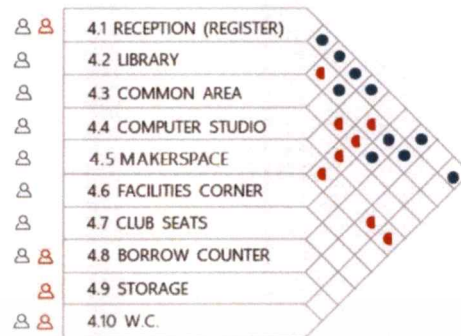 4.1 RECEPTION (REGISTER)
4.2 LIBRARY
4.3 COMMON AREA
4.4 COMPUTER STUDIO
4.5 MAKERSPACE
4.6 FACILITIES CORNER
4.7 CLUB SEATS
4.8 BORROW COUNTER
4.9 STORAGE
4.10 W.C.